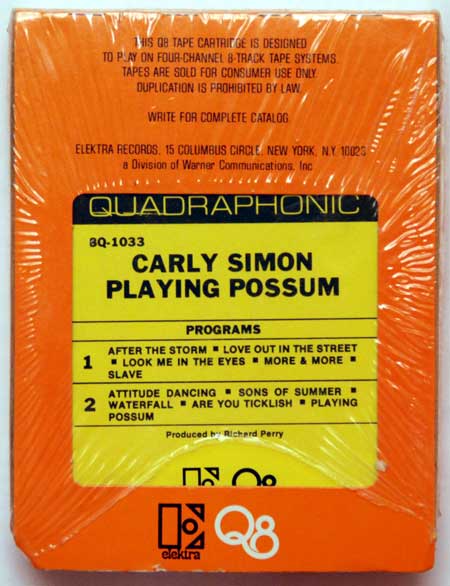 THIS Q8 TAPE CARTRIDGE IS DESIGNED
TO PLAY ON FOUR-CHANNEL 8-TRACK TAPE SYSTEMS.
TAPES ARE SOLD FOR CONSUMER USE ONLY.
DUPLICATION IS PROHIBITED BY LAW.
WRITE FOR COMPLETE CATALOG
ELEKTRA RECORDS, 15 COLUMBUS CIRCLE, NEW YORK, N.Y. 10023
a Division of Warner Communications, Inc
QUADRAPHONIC
8Q-1033
CARLY SIMON
PLAYING POSSUM
PROGRAMS
1 AFTER THE STORM ▪ LOVE OUT IN THE STREET
▪ LOOK ME IN THE EYES ▪ MORE & MORE ▪
SLAVE
2 ATTITUDE DANCING ▪ SONS OF SUMMER ▪
WATERFALL ▪ ARE YOU TICKLISH ▪ PLAYING
POSSUM
Produced by Richard Perry
elektra Q8